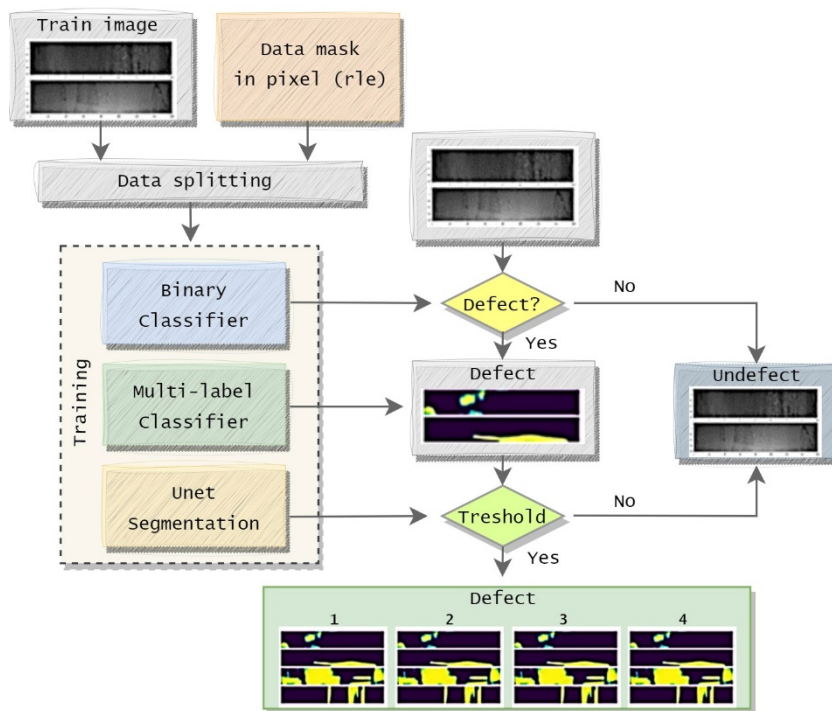 Train image
Data mask
in pixel (rle)
Data splitting
Training
Binary
Classifier
Multi-label
Classifier
Unet
Segmentation
Defect?
No
Yes
Defect
Undefect
Treshold
No
Yes
Defect
1 2 3 4